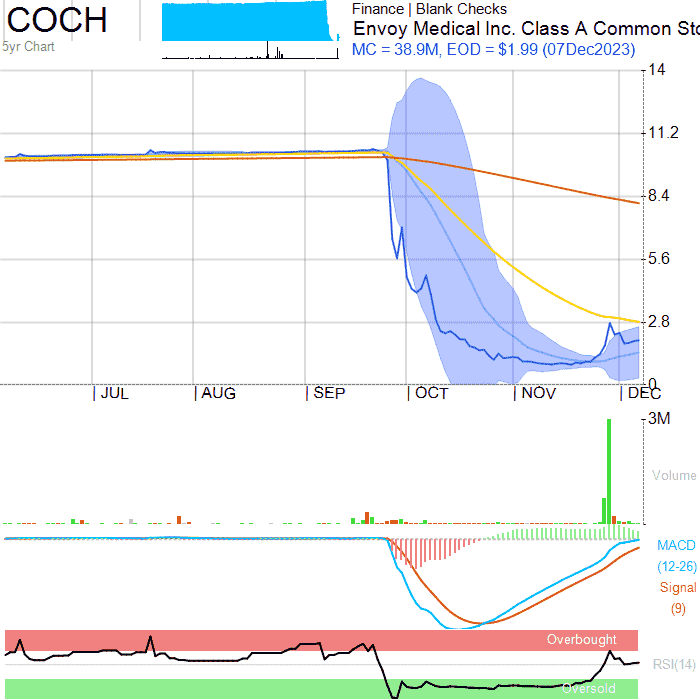 COCH
5yr Chart
Finance | Blank Checks
Envoy Medical Inc. Class A Common Sto
MC = 38.9M, EOD = $1.99 (07Dec2023)
14
11.2
8.4
5.6
2.8
0
JUL AUG SEP OCT NOV DEC
3M
Volume
MACD
(12-26)
Signal
(9)
Overbought
RSI(14)
Oversold